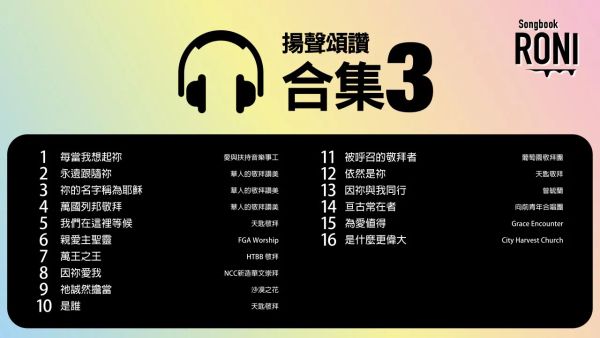 揚聲頌讚
合集3
Songbook
RONI
1 每當我想起祢 愛與扶持音樂事工
2 永遠跟隨祢 華人的敬拜讚美
3 祢的名字稱為耶穌 華人的敬拜讚美
4 萬國列邦敬拜 華人的敬拜讚美
5 我們在這裡等候 天匙敬拜
6 親愛主聖靈 FGA Worship
7 萬王之王 HTBB 敬拜
8 因祢愛我 NCC新造華文崇拜
9 祂誠然擔當 沙漠之花
10 是誰 天匙敬拜
11 被呼召的敬拜者 葡萄園敬拜團
12 依然是祢 天匙敬拜
13 因祢與我同行 曾毓蘭
14 亙古常在者 向前青年合唱團
15 為愛值得 Grace Encounter
16 是什麼更偉大 City Harvest Church